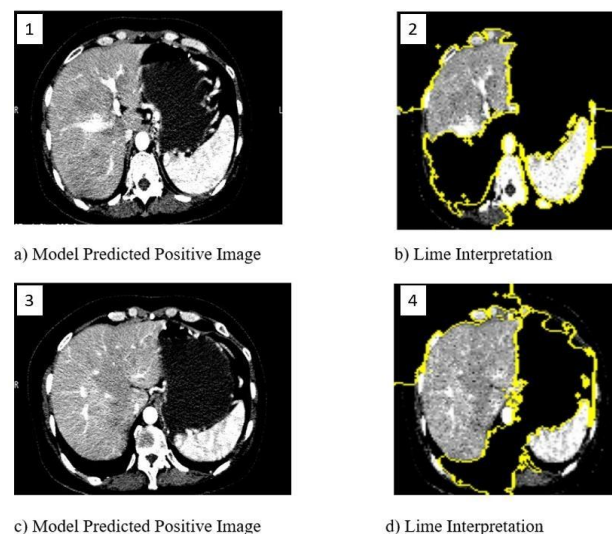 1
2
R
L
a) Model Predicted Positive Image
b) Lime Interpretation
3
4
R
c) Model Predicted Positive Image
d) Lime Interpretation